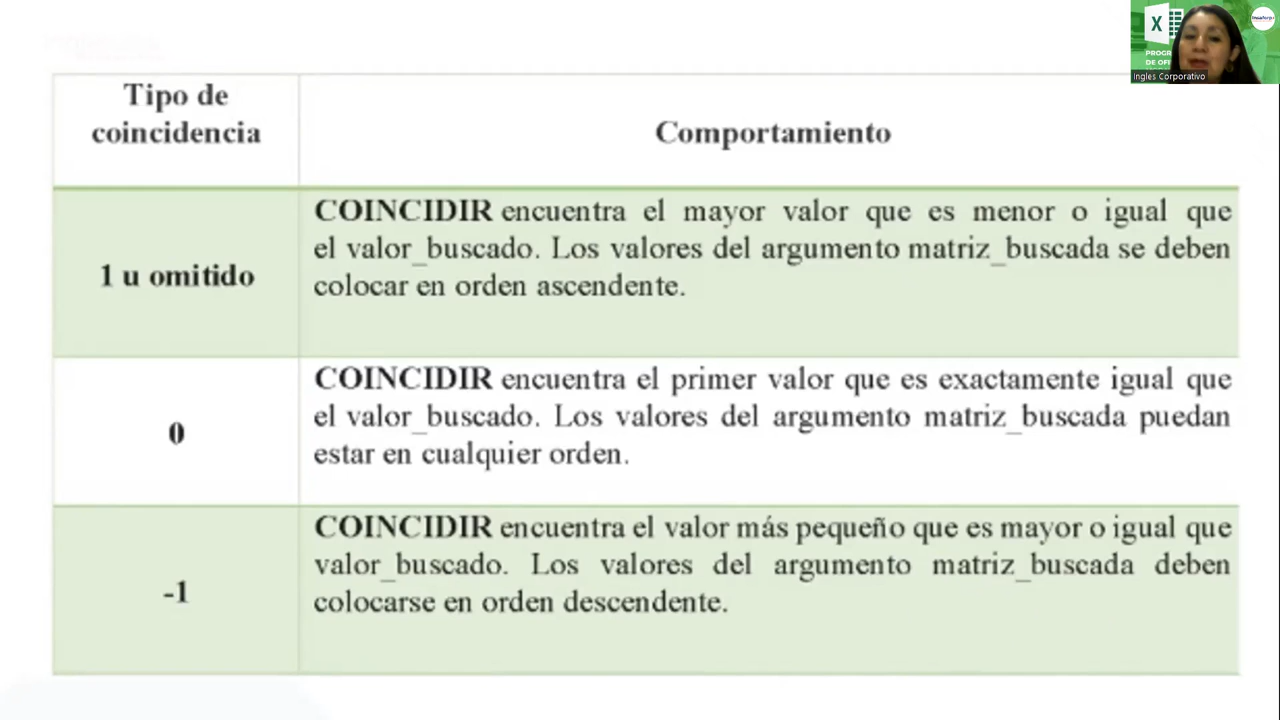 Tipo de
coincidencia
Comportamiento
1 u omitido
COINCIDIR encuentra el mayor valor que es menor o igual que
el valor_buscado. Los valores del argumento matriz_buscada se deben
colocar en orden ascendente.
0
COINCIDIR encuentra el primer valor que es exactamente igual que
el valor_buscado. Los valores del argumento matriz_buscada puedan
estar en cualquier orden.
-1
COINCIDIR encuentra el valor más pequeño que es mayor o igual que
valor_buscado. Los valores del argumento matriz_buscada deben
colocarse en orden descendente.
X
Ingles Corporativo